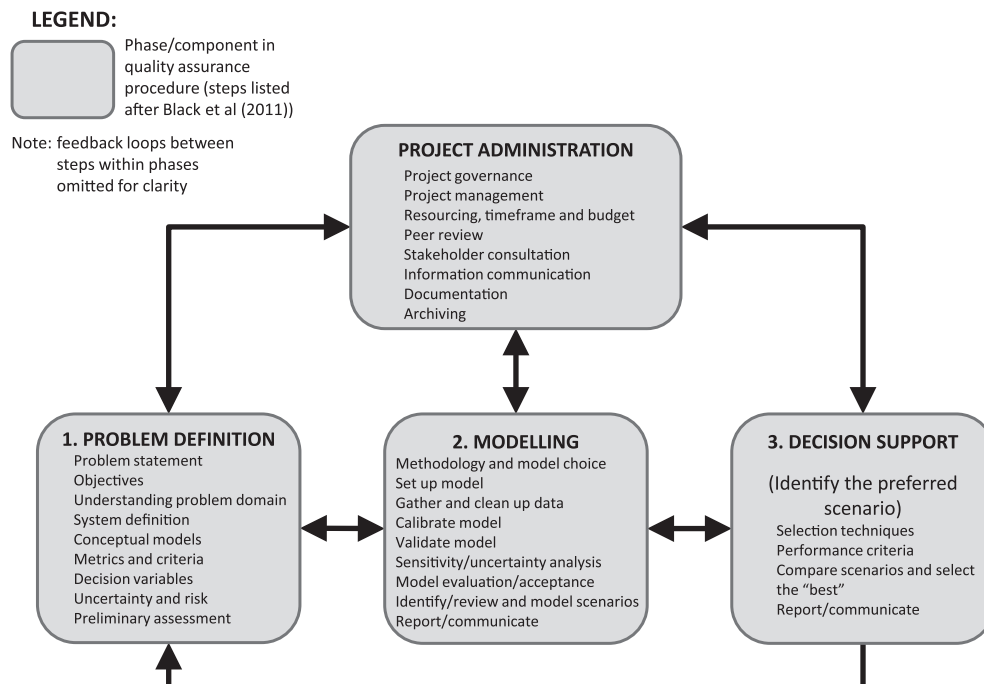 LEGEND:
Phase/component in
quality assurance
procedure (steps listed
after Black et al (2011))
Note: feedback loops between
steps within phases
omitted for clarity
PROJECT ADMINISTRATION
Project governance
Project management
Resourcing, timeframe and budget
Peer review
Stakeholder consultation
Information communication
Documentation
Archiving
1. PROBLEM DEFINITION
Problem statement
Objectives
Understanding problem domain
System definition
Conceptual models
Metrics and criteria
Decision variables
Uncertainty and risk
Preliminary assessment
2. MODELLING
Methodology and model choice
Set up model
Gather and clean up data
Calibrate model
Validate model
Sensitivity/uncertainty analysis
Model evaluation/acceptance
Identify/review and model scenarios
Report/communicate
3. DECISION SUPPORT
(Identify the preferred
scenario)
Selection techniques
Performance criteria
Compare scenarios and select
the “best”
Report/communicate